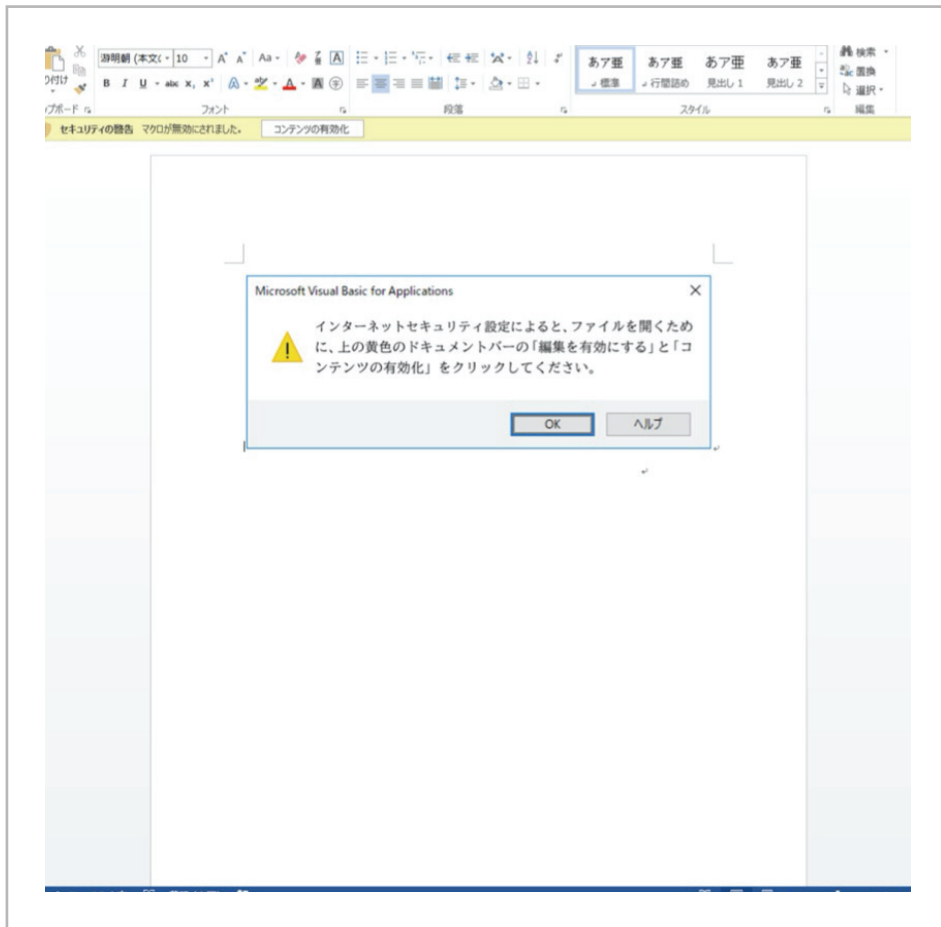 游明朝 (本文(
10
A A Aa
検索
置換
選択
B I U abc x, x² A A A 字
あア亜 あア亜 あア亜 あア亜
標準 行間詰め 見出し 1 見出し 2
フォント 段落 スタイル 編集
セキュリティの警告 マクロが無効にされました。 コンテンツの有効化
Microsoft Visual Basic for Applications
インターネットセキュリティ設定によると、ファイルを開くため
に、上の黄色のドキュメントバーの「編集を有効にする」と「コ
ンテンツの有効化」をクリックしてください。
OK ヘルプ